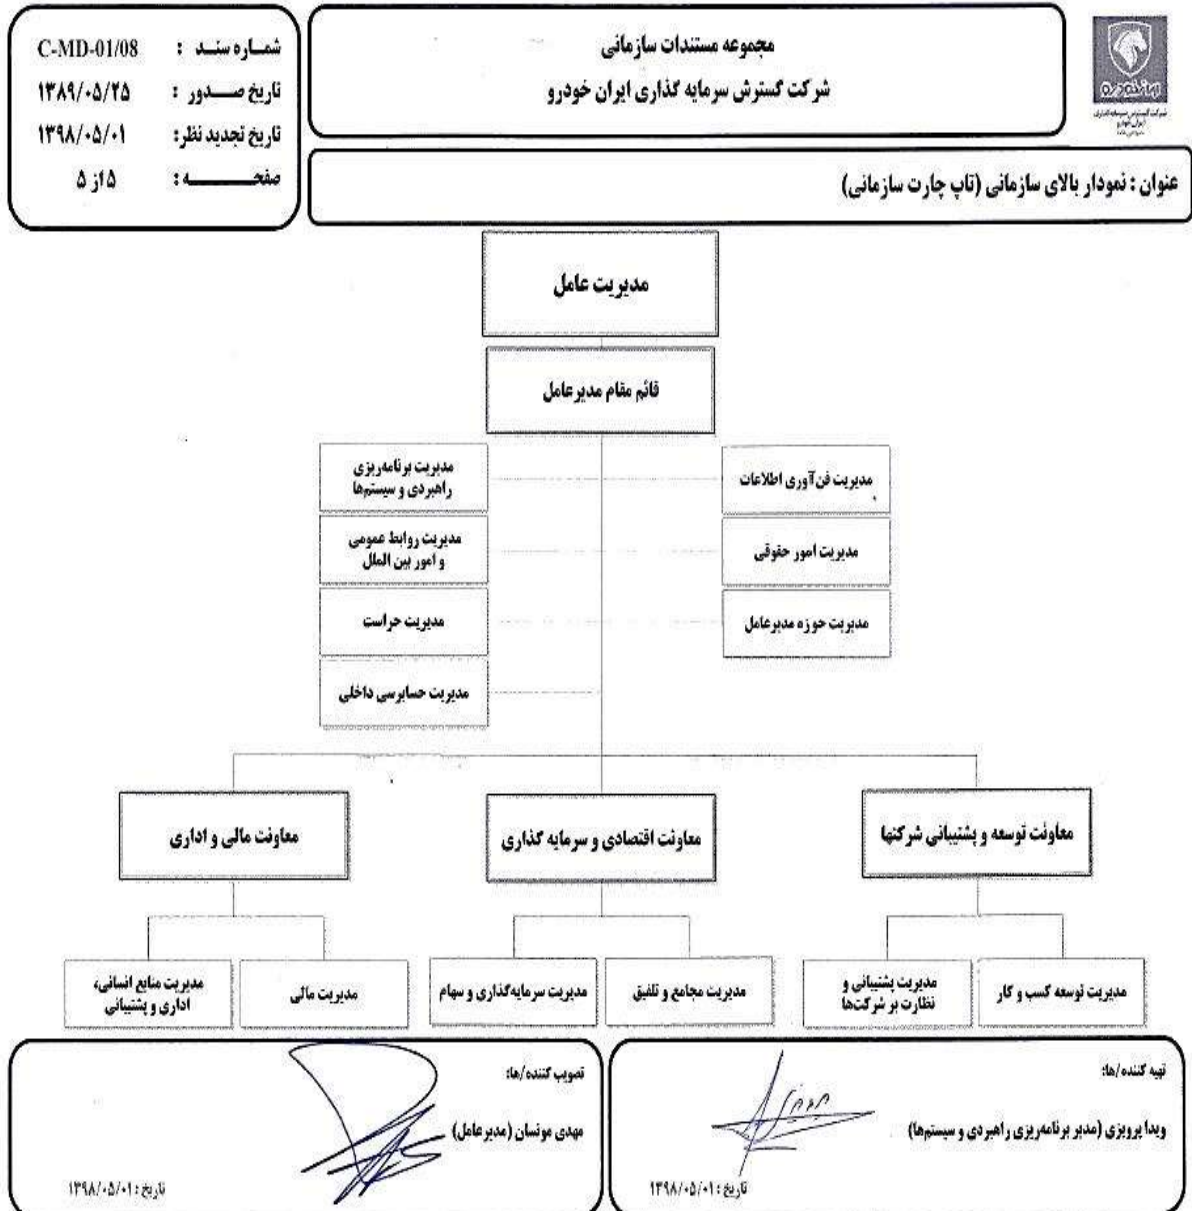 مجموعه مستندات سازمانی
شرکت گسترش سرمایه گذاری ایران خودرو
شماره سند : C-MD-01/08
تاریخ صدور : ۱۳۸۹/۰۵/۲۵
تاریخ تجدید نظر: ۱۳۹۸/۰۵/۰۱
صفحه: ۵ از ۵
عنوان : نمودار بالای سازمانی (تاپ چارت سازمانی)
مدیریت عامل
قائم مقام مدیرعامل
مدیریت فن‌آوری اطلاعات
مدیریت برنامه‌ریزی
راهبردی و سیستم‌ها
مدیریت امور حقوقی
مدیریت روابط عمومی
و امور بین الملل
مدیریت حوزه مدیرعامل
مدیریت حراست
مدیریت حسابرسی داخلی
معاونت توسعه و پشتیبانی شرکتها
معاونت اقتصادی و سرمایه گذاری
معاونت مالی و اداری
مدیریت توسعه کسب و کار
مدیریت پشتیبانی و
نظارت بر شرکت‌ها
مدیریت مجامع و تلفیق
مدیریت سرمایه‌گذاری و سهام
مدیریت مالی
مدیریت منابع انسانی،
اداری و پشتیبانی
تهیه کننده/ها:
ویدا پرویزی (مدیر برنامه‌ریزی راهبردی و سیستم‌ها)
تاریخ : ۱۳۹۸/۰۵/۰۱
تصویب کننده/ها:
مهدی مونسان (مدیرعامل)
تاریخ : ۱۳۹۸/۰۵/۰۱